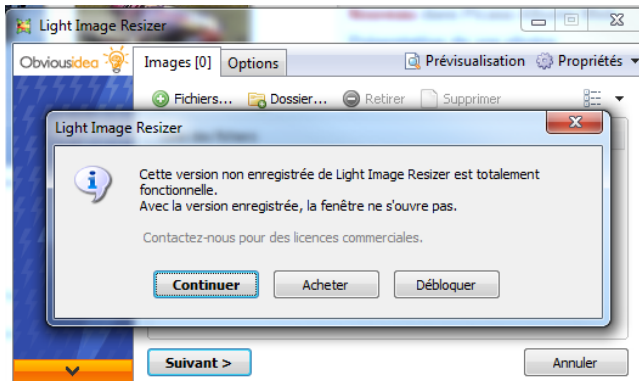 Light Image Resizer
Obviousidea
Images [0]
Options
Prévisualisation
Propriétés
Fichiers...
Dossier...
Retirer
Supprimer
Light Image Resizer
Cette version non enregistrée de Light Image Resizer est totalement
fonctionnelle.
Avec la version enregistrée, la fenêtre ne s'ouvre pas.
Contactez-nous pour des licences commerciales.
Continuer
Acheter
Débloquer
Suivant >
Annuler